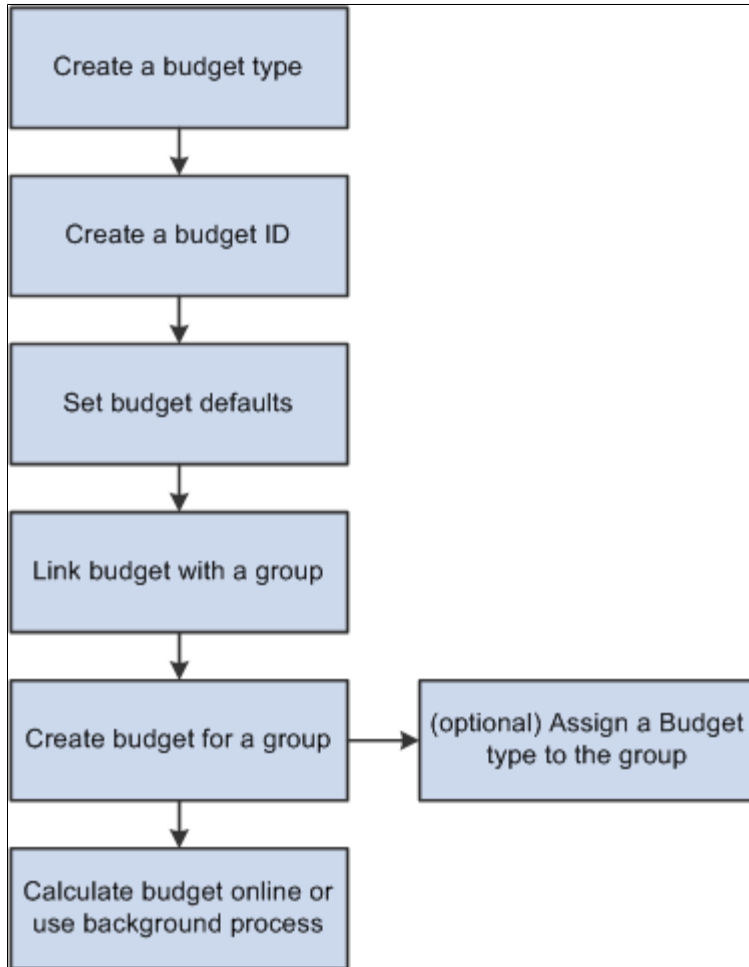 Create a budget type
Create a budget ID
Set budget defaults
Link budget with a group
Create budget for a group
(optional) Assign a Budget
type to the group
Calculate budget online or
use background process